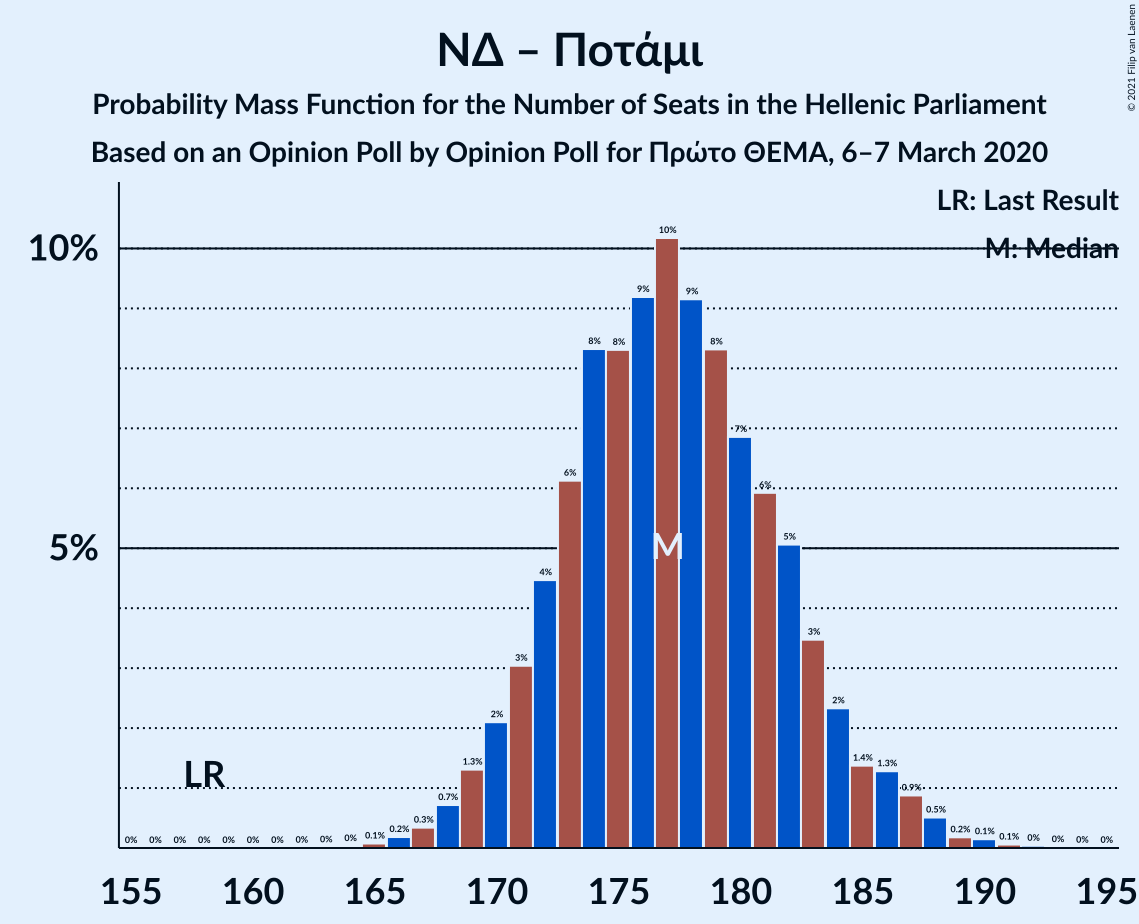 © 2021 Filip van Laenen
ΝΔ – Ποτάμι
Probability Mass Function for the Number of Seats in the Hellenic Parliament
Based on an Opinion Poll by Opinion Poll for Πρώτο ΘΕΜΑ, 6–7 March 2020
LR: Last Result
M: Median
10%
5%
LR
M
0% 0% 0% 0% 0% 0% 0% 0% 0% 0% 0.1% 0.2% 0.3% 0.7% 1.3% 2% 3% 4% 6% 8% 8% 9% 10% 9% 8% 7% 6% 5% 3% 2% 1.4% 1.3% 0.9% 0.5% 0.2% 0.1% 0.1% 0% 0% 0% 0%
155 160 165 170 175 180 185 190 195